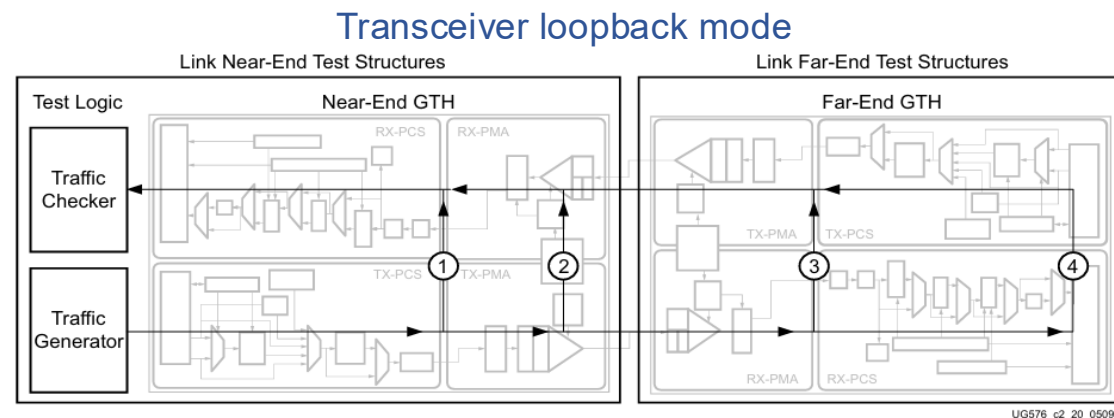 Transceiver loopback mode
Link Near-End Test Structures
Link Far-End Test Structures
Test Logic
Near-End GTH
Far-End GTH
RX-PCS
RX-PMA
Traffic
Checker
TX-PMA
TX-PCS
TX-PCS
TX-PMA
1
2
3
4
Traffic
Generator
RX-PMA
RX-PCS
UG576_c2_20_0509